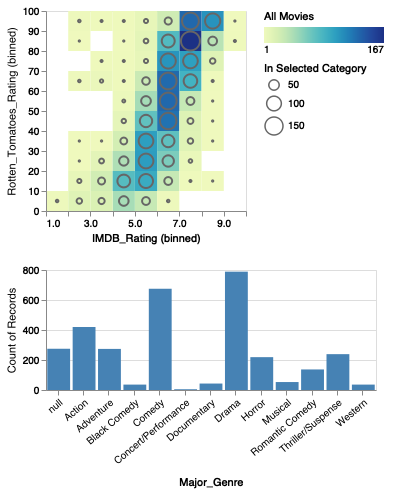 All Movies
1 167
In Selected Category
50
100
150
Rotten_Tomatoes_Rating (binned)
100
90
80
70
60
50
40
30
20
10
0
1.0 3.0 5.0 7.0 9.0
IMDB_Rating (binned)
Count of Records
800
600
400
200
0
null
Action
Adventure
Black Comedy
Comedy
Concert/Performance
Documentary
Drama
Horror
Musical
Romantic Comedy
Thriller/Suspense
Western
Major_Genre